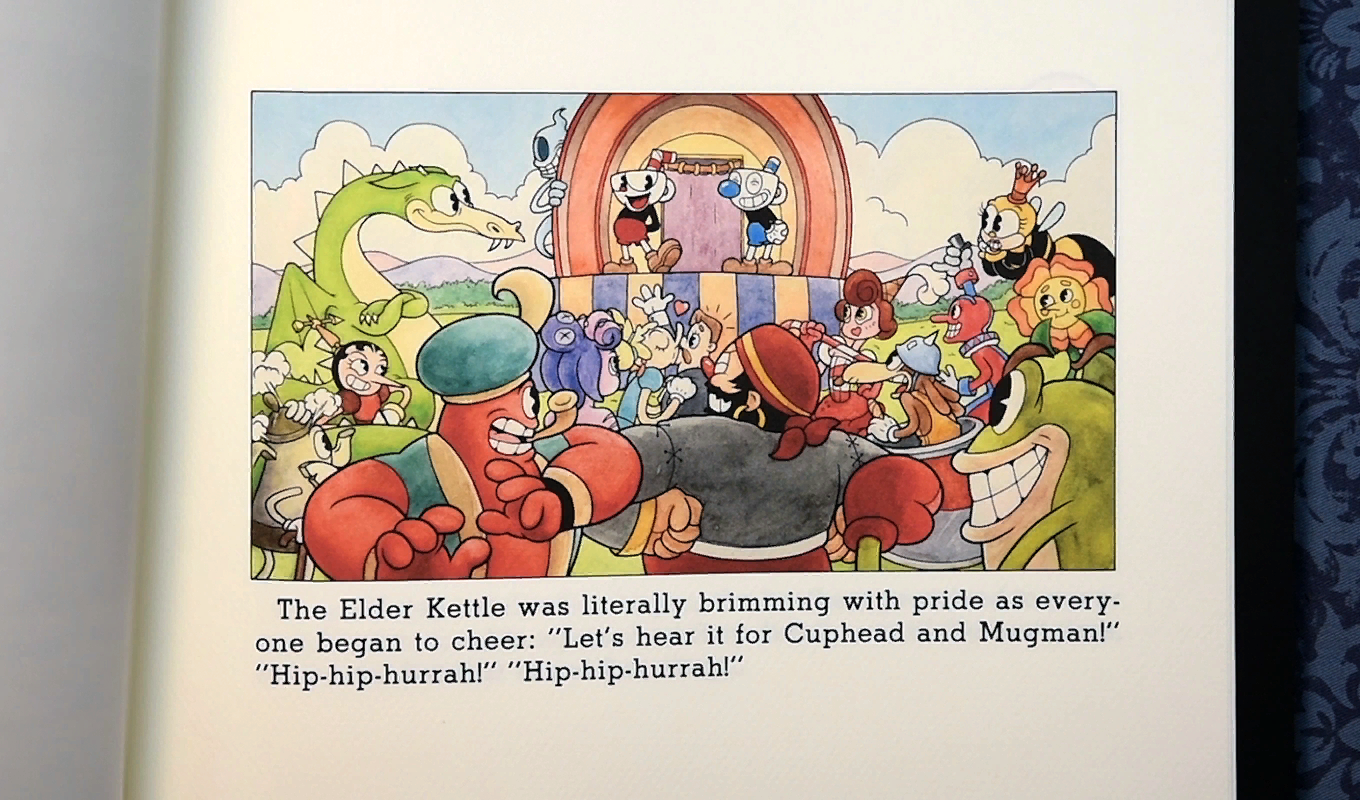 The Elder Kettle was literally brimming with pride as every-
one began to cheer: "Let's hear it for Cuphead and Mugman!"
"Hip-hip-hurrah!" "Hip-hip-hurrah!"